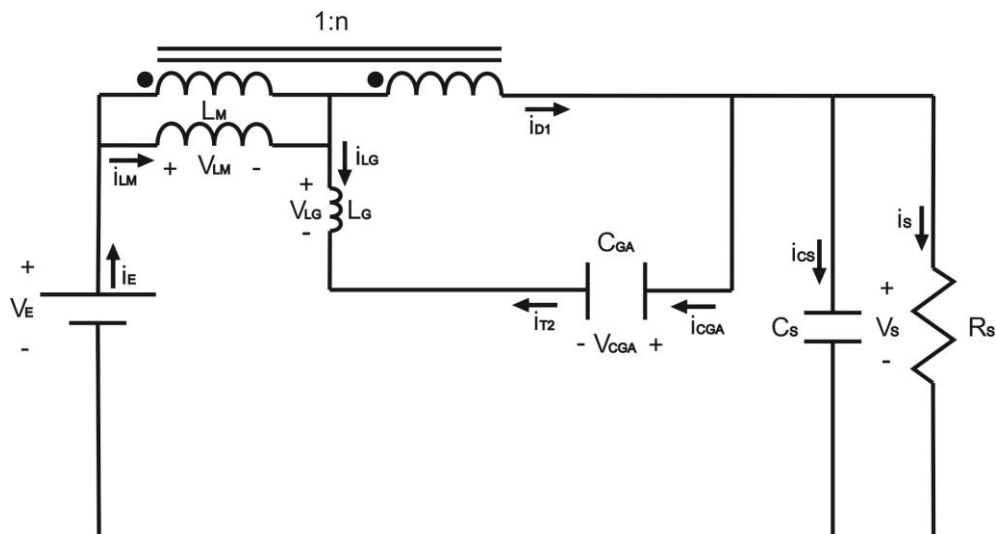 1:n
LM
iD1
iLM
+ VLM -
iLG
+
VLG
-
LG
CGA
iE
+
VE
-
iT2
- VCGA +
iCGA
iCS
iS
CS
+
VS
-
RS